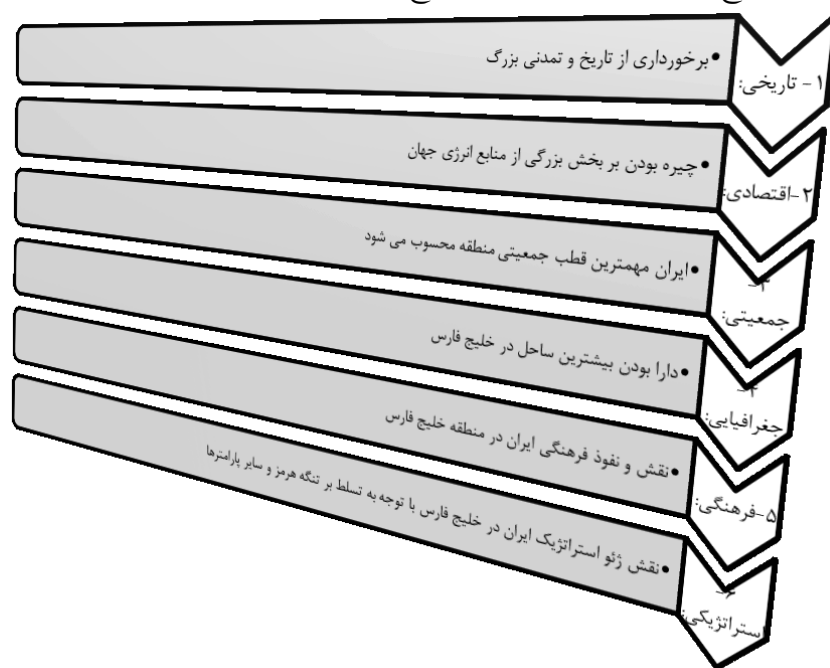 ۱- تاریخی:
•برخورداری از تاریخ و تمدنی بزرگ
۲-اقتصادی:
•چیره بودن بر بخش بزرگی از منابع انرژی جهان
۳-
جمعیتی:
•ایران مهمترین قطب جمعیتی منطقه محسوب می شود
۴-
جغرافیایی:
•دارا بودن بیشترین ساحل در خلیج فارس
۵-فرهنگی:
•نقش و نفوذ فرهنگی ایران در منطقه خلیج فارس
۶-
استراتژیکی:
•نقش ژئو استراتژیک ایران در خلیج فارس با توجه به تسلط بر تنگه هرمز و سایر پارامترها